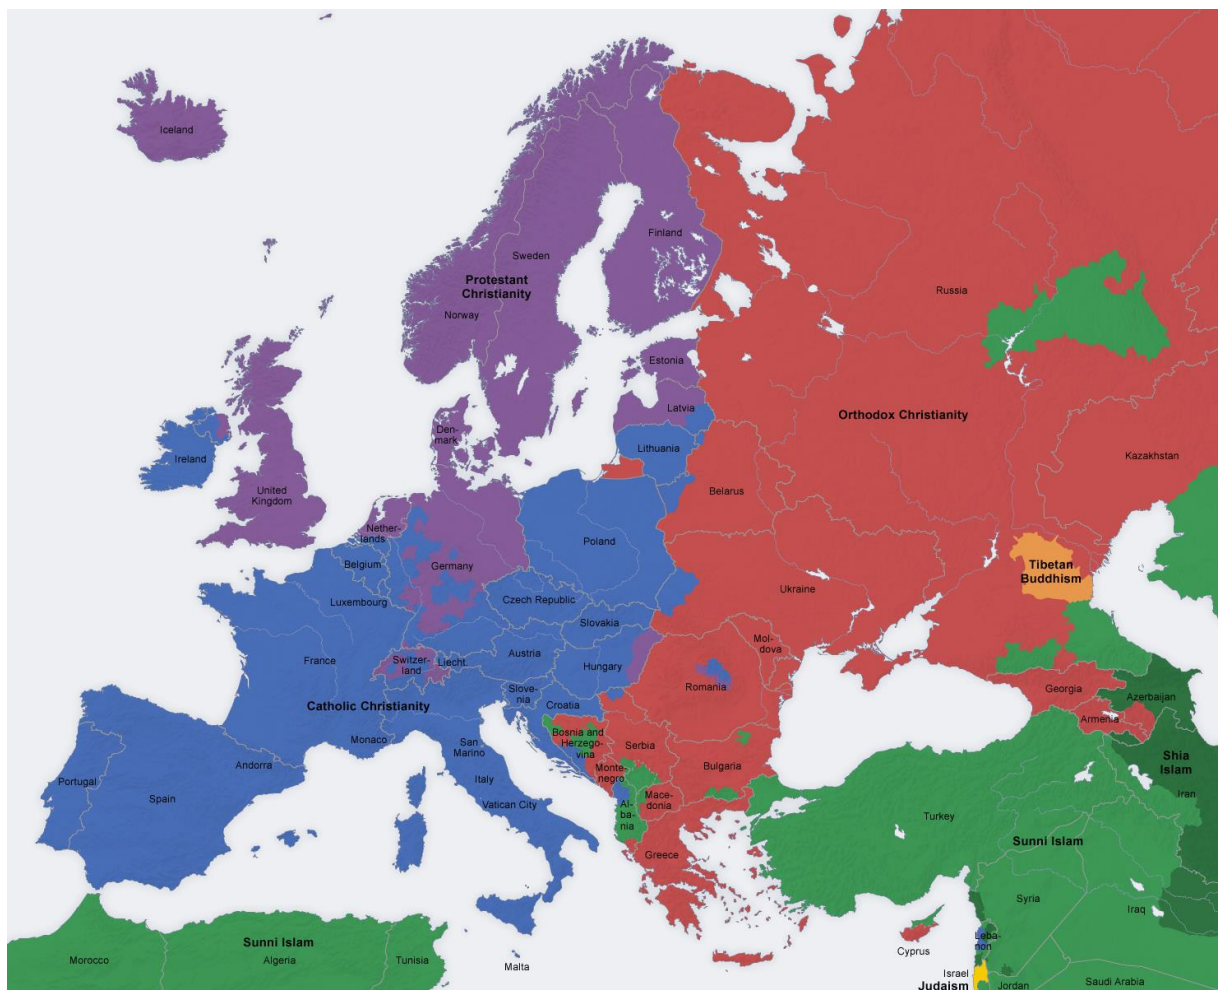 Iceland
Finland
Sweden
Protestant
Christianity
Norway
Russia
Estonia
Latvia
Orthodox Christianity
Den-
mark
Lithuania
Ireland
Kazakhstan
United
Kingdom
Belarus
Nether-
lands
Poland
Belgium
Germany
Tibetan
Buddhism
Ukraine
Luxembourg
Czech Republic
Slovakia
Mol-
dova
Austria
France
Switzer-
land
Liecht.
Hungary
Romania
Georgia
Slove-
nia
Azerbaijan
Catholic Christianity
Croatia
Armenia
Bosnia and
Herzego-
vina
Monaco
San
Marino
Serbia
Shia
Islam
Andorra
Bulgaria
Monte-
negro
Portugal
Italy
Iran
Spain
Vatican City
Mace-
donia
Al-
ba-
nia
Turkey
Sunni Islam
Greece
Syria
Iraq
Leba-
non
Sunni Islam
Cyprus
Morocco
Algeria
Tunisia
Malta
Israel
Judaism
Jordan
Saudi Arabia